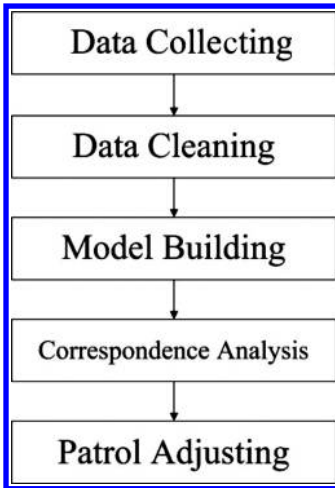 Data Collecting
Data Cleaning
Model Building
Correspondence Analysis
Patrol Adjusting